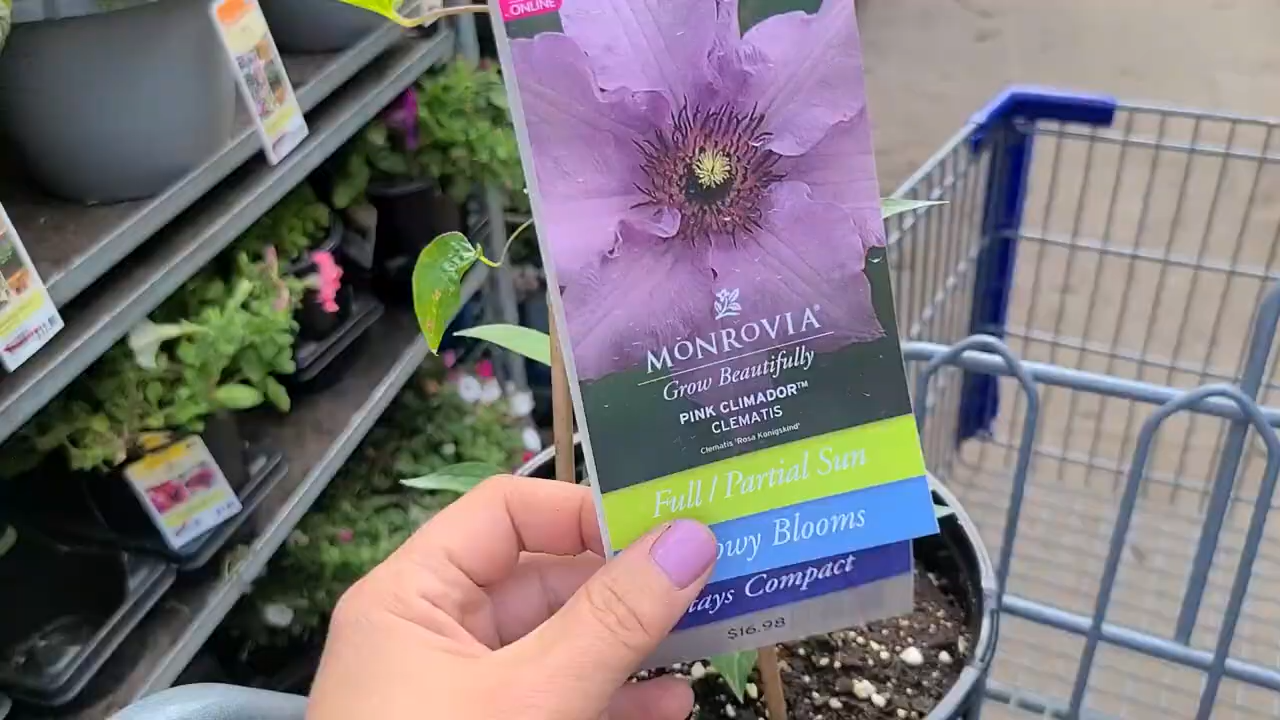 ONLINE
MONROVIA®
Grow Beautifully
PINK CLIMADOR™
CLEMATIS
Clematis 'Rosa Konigskind'
Full / Partial Sun
owy Blooms
tays Compact
$16.98